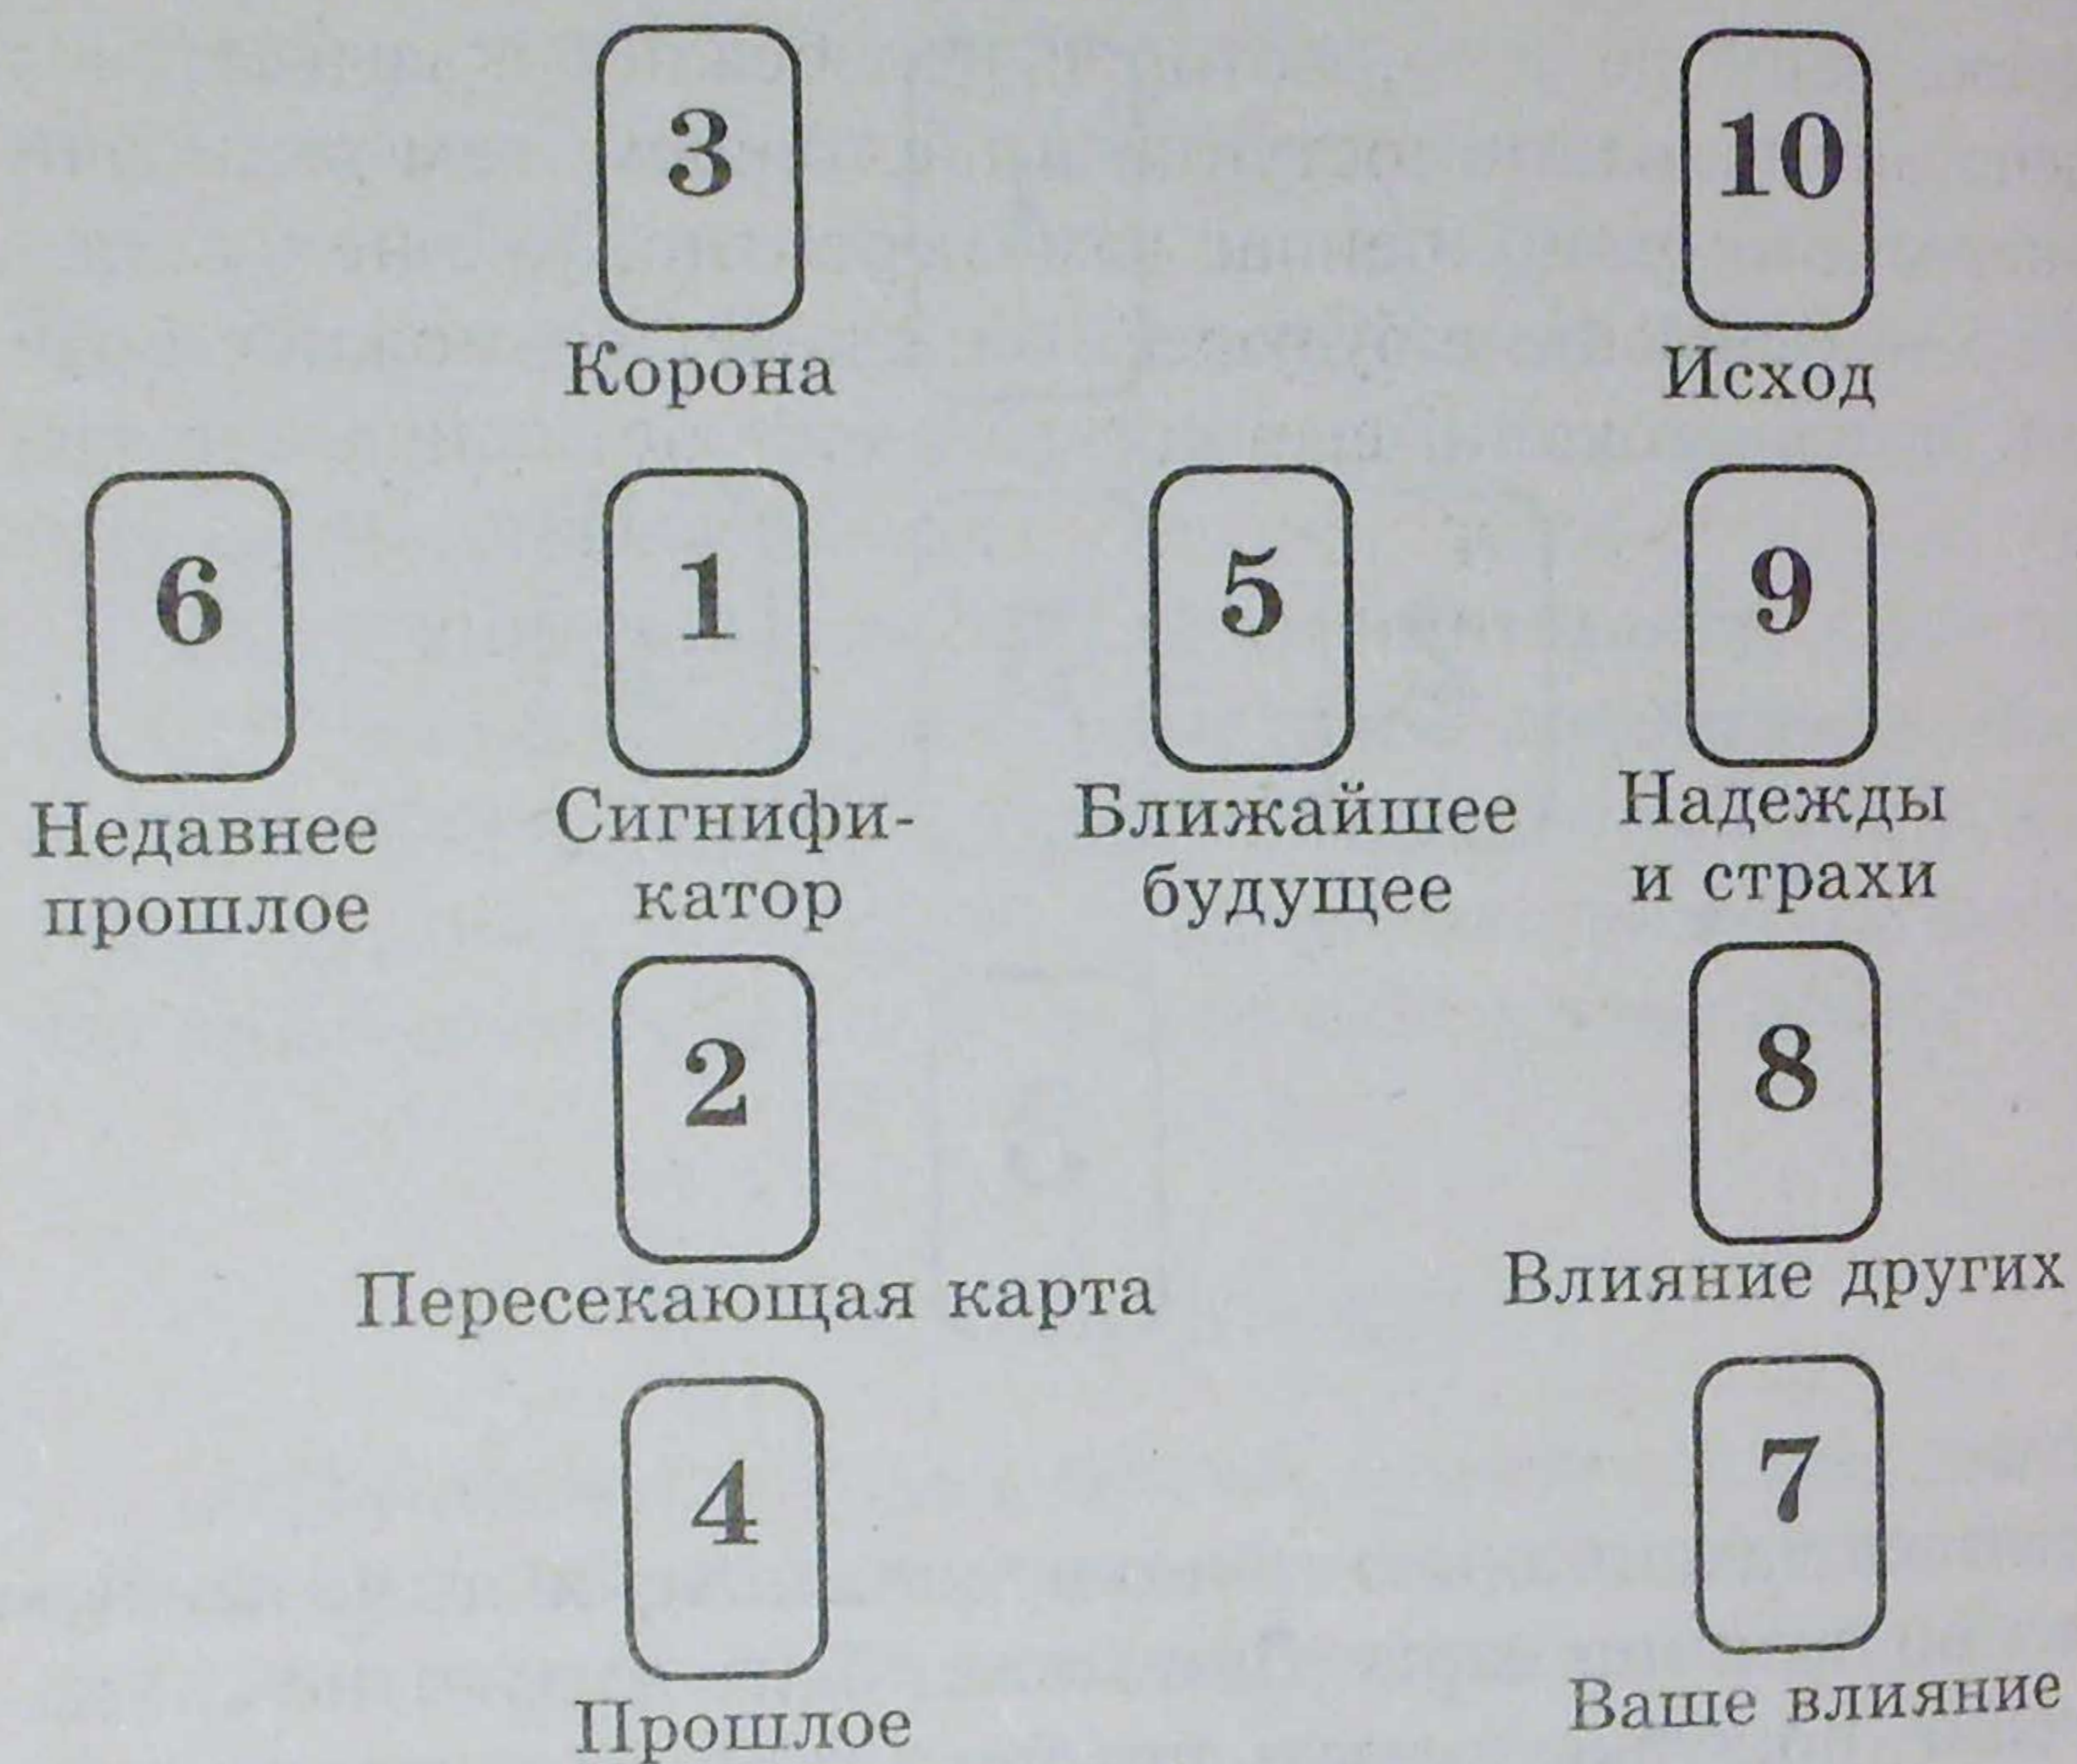 3
10
Корона
Исход
6
1
5
9
Недавнее
прошлое
Сигнифи-
катор
Ближайшее
будущее
Надежды
и страхи
2
8
Пересекающая карта
Влияние других
4
7
Прошлое
Ваше влияние